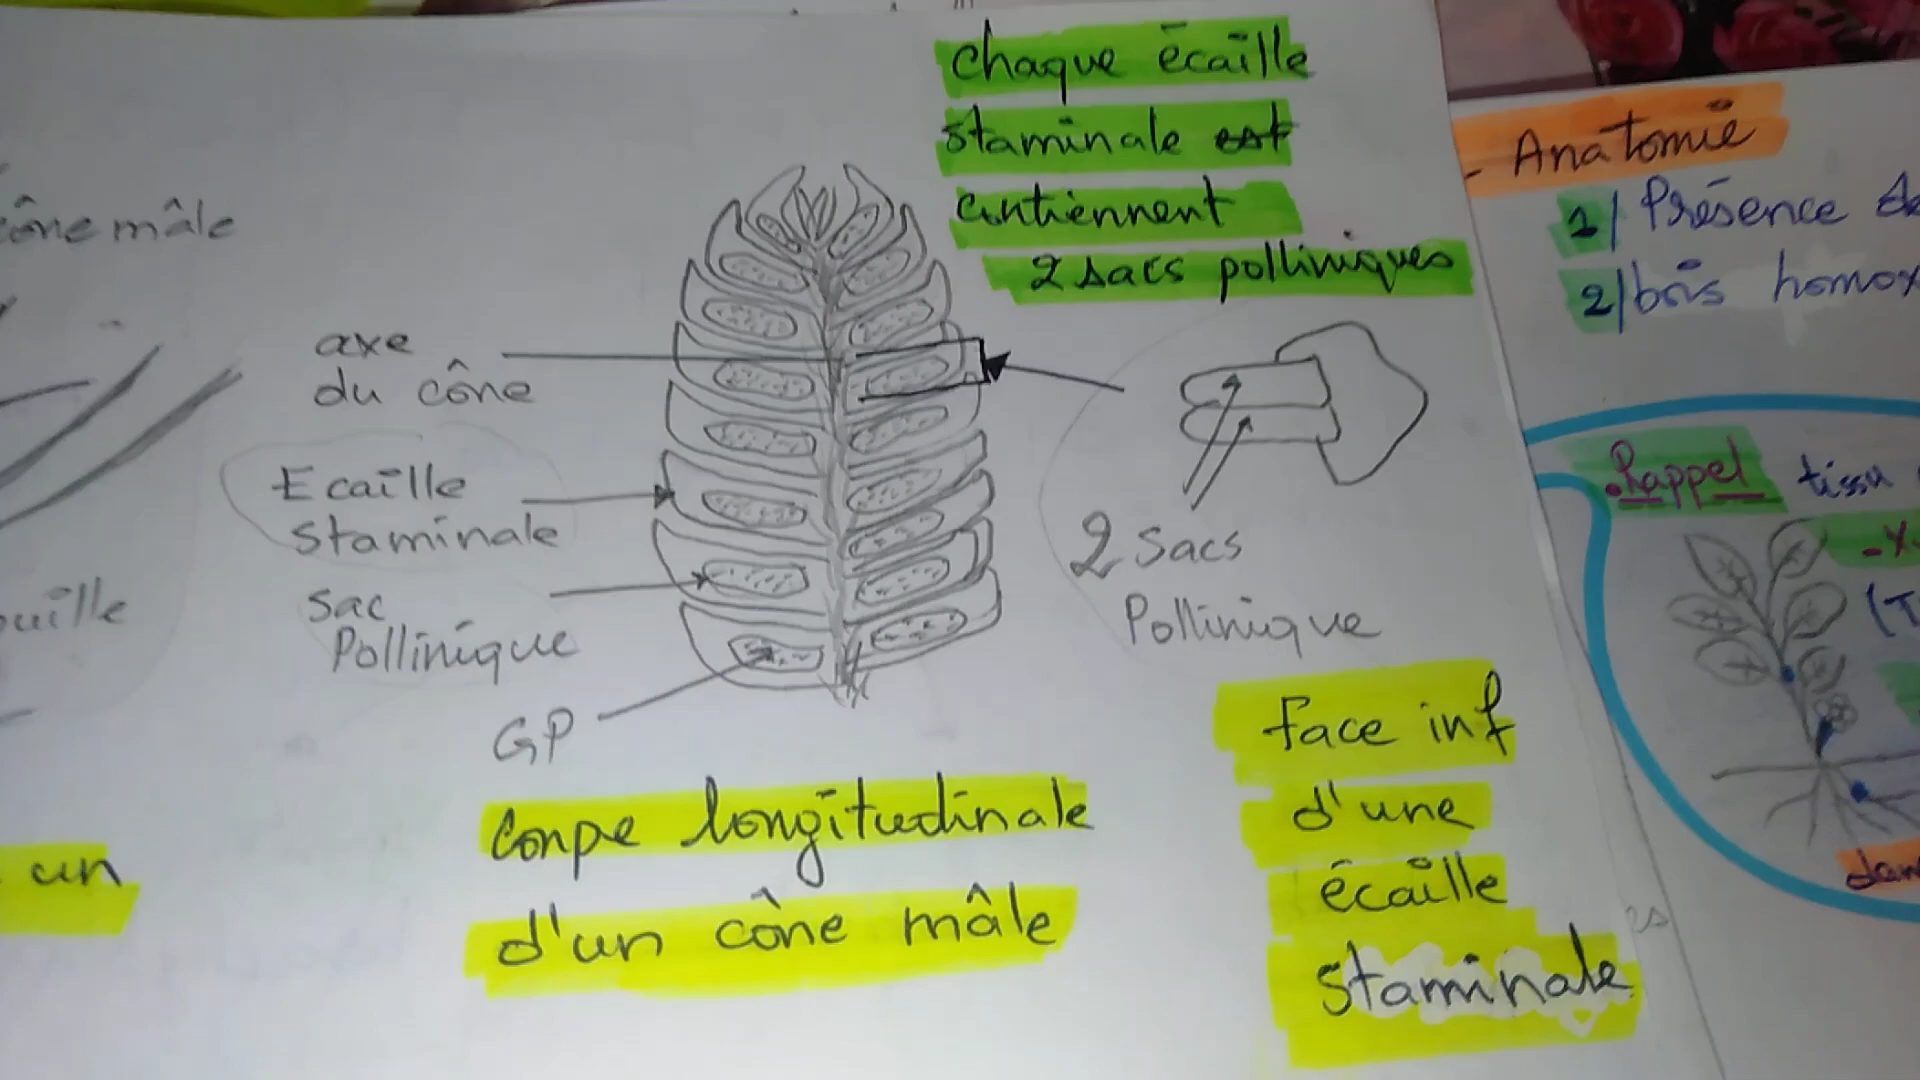 chaque écaille
staminale est
contiennent
2 sacs polliniques
cône mâle
axe
du cône
Ecaille
staminale
sac
Pollinique
GP
2 sacs
Pollinique
coupe longitudinale
d'un cône mâle
face inf
d'une
écaille
staminale
un
- Anatomie
1/ Présence de
2/ bois homox
.Rappel tissu
-X
(T